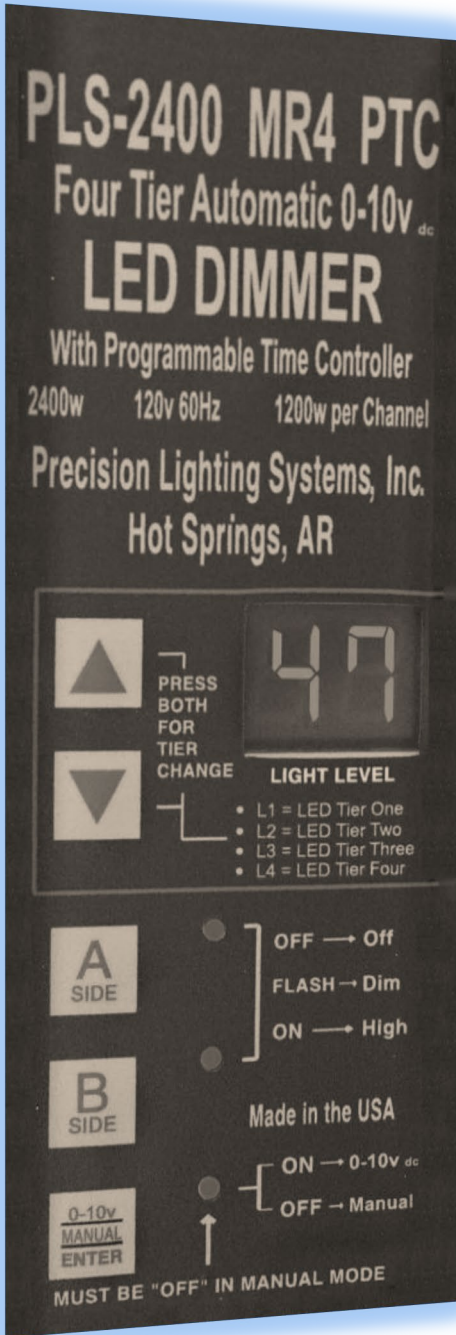 PLS-2400 MR4 PTC
Four Tier Automatic 0-10v dc
LED DIMMER
With Programmable Time Controller
2400w 120v 60Hz 1200w per Channel
Precision Lighting Systems, Inc.
Hot Springs, AR
47
PRESS
BOTH
FOR
TIER
CHANGE
LIGHT LEVEL
• L1 = LED Tier One
• L2 = LED Tier Two
• L3 = LED Tier Three
• L4 = LED Tier Four
A
SIDE
OFF → Off
FLASH → Dim
ON → High
B
SIDE
Made in the USA
0-10v
MANUAL
ENTER
ON → 0-10v dc
OFF → Manual
MUST BE "OFF" IN MANUAL MODE